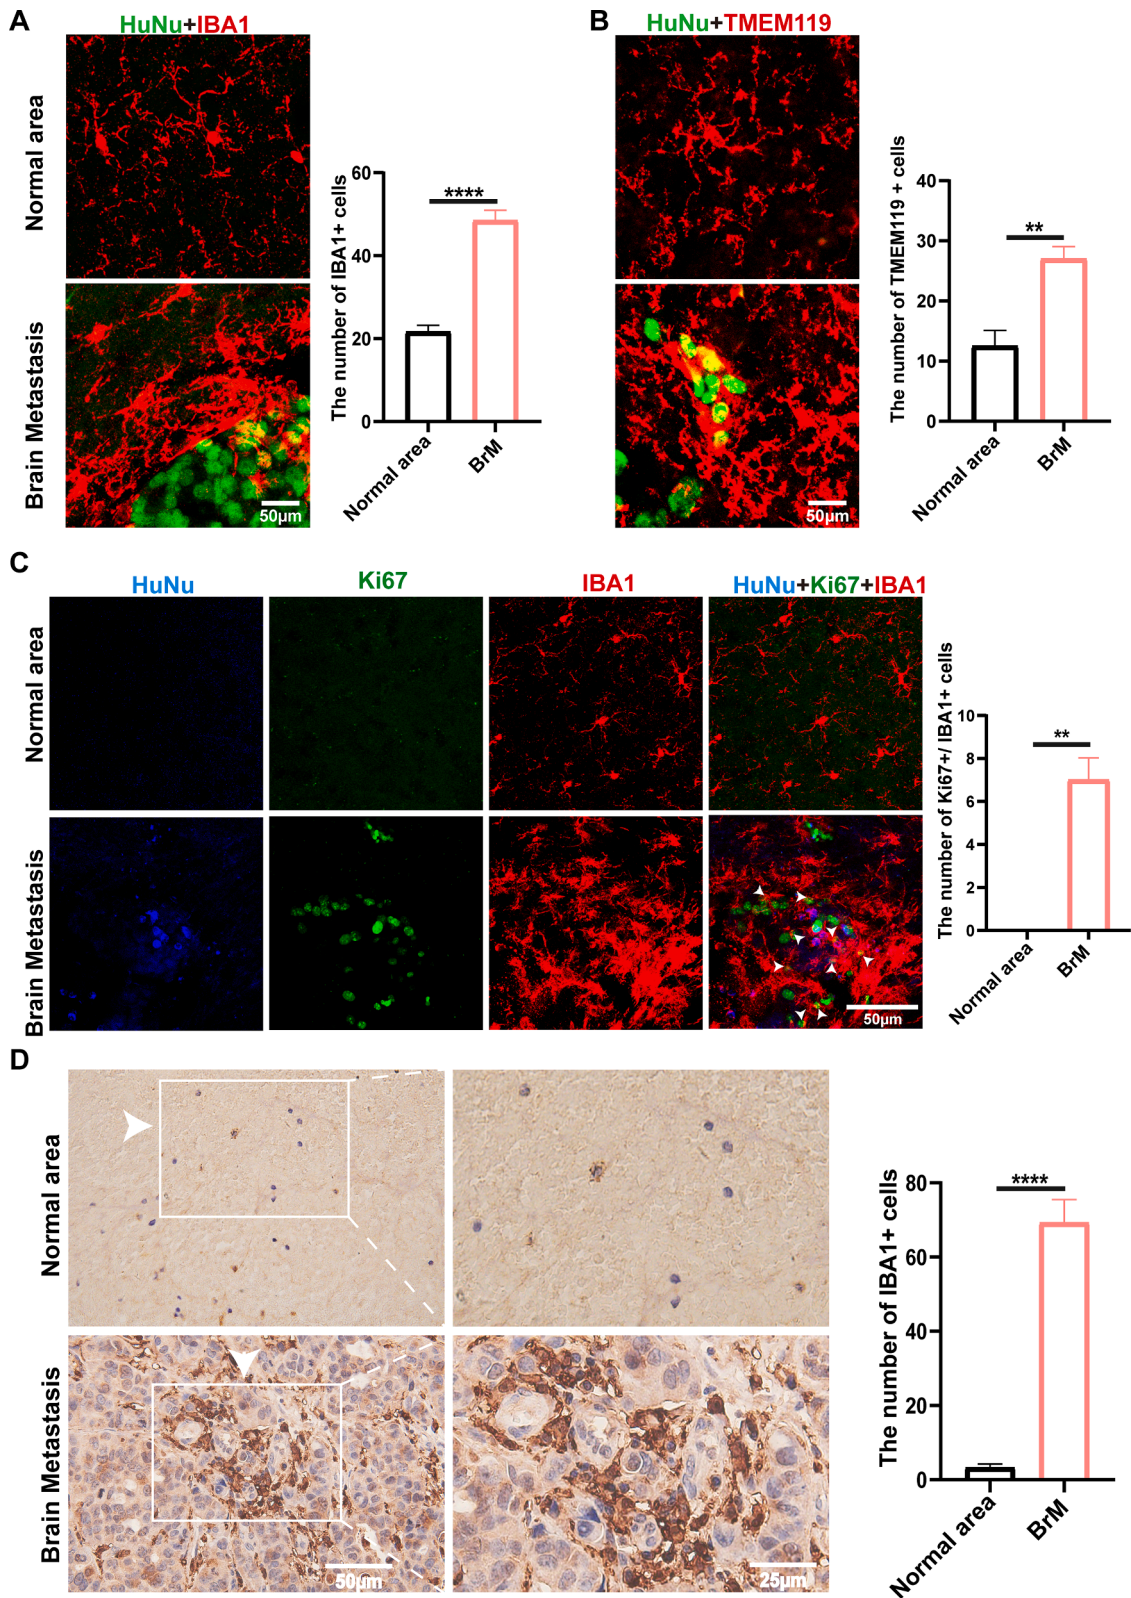 A
HuNu+IBA1
Normal area
Brain Metastasis
50μm
The number of IBA1+ cells
60
40
20
0
****
Normal area
BrM
B
HuNu+TMEM119
50μm
The number of TMEM119 + cells
40
30
20
10
0
**
Normal area
BrM
C
HuNu
Ki67
IBA1
HuNu+Ki67+IBA1
Normal area
Brain Metastasis
50μm
The number of Ki67+/ IBA1+ cells
10
8
6
4
2
0
**
Normal area
BrM
D
Normal area
Brain Metastasis
50μm
25μm
The number of IBA1+ cells
80
60
40
20
0
****
Normal area
BrM